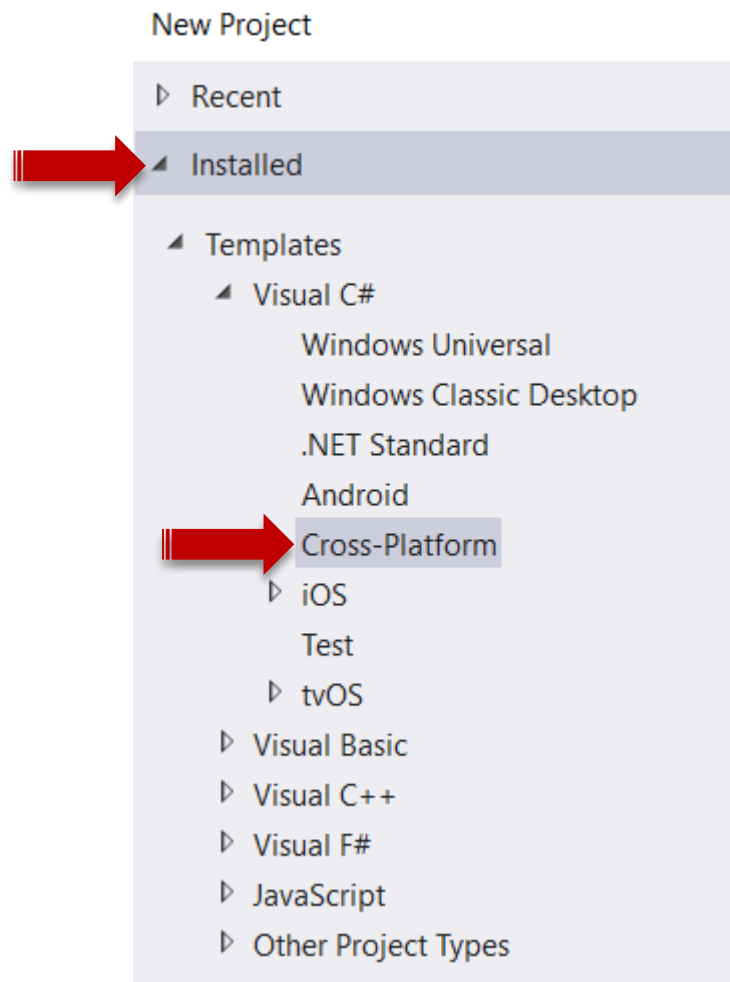 New Project
Recent
Installed
Templates
Visual C#
Windows Universal
Windows Classic Desktop
.NET Standard
Android
Cross-Platform
iOS
Test
tvOS
Visual Basic
Visual C++
Visual F#
JavaScript
Other Project Types